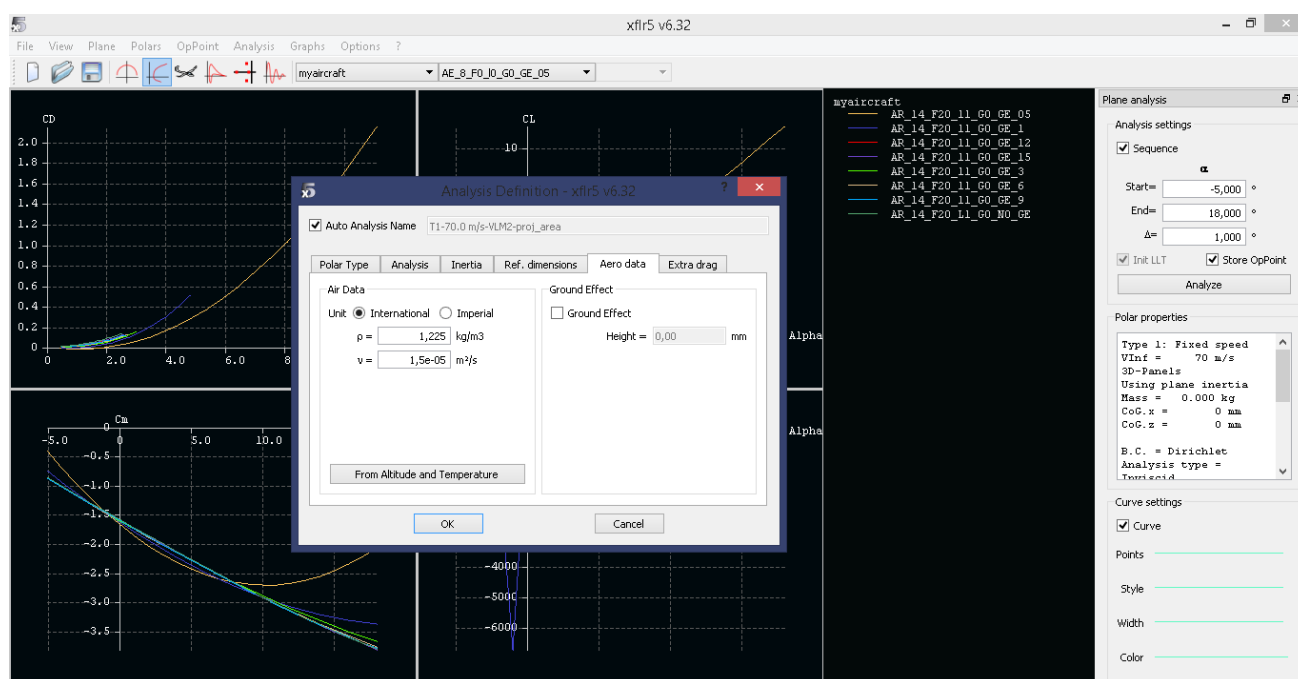 xflr5 v6.32
File View Plane Polars OpPoint Analysis Graphs Options ?
myaircraft AE_8_F0_l0_G0_GE_05
CD
2.0
1.8
1.6
1.4
1.2
1.0
0.8
0.6
0.4
0.2
0
0 2.0 4.0 6.0 8
CL
10
Alpha
Cm
0
-5.0 0 5.0 10.0
-0.5
-1.0
-1.5
-2.0
-2.5
-3.0
-3.5
Alpha
-4000
-5000
-6000
myaircraft
AR_14_F20_11_G0_GE_05
AR_14_F20_11_G0_GE_1
AR_14_F20_11_G0_GE_12
AR_14_F20_11_G0_GE_15
AR_14_F20_11_G0_GE_3
AR_14_F20_11_G0_GE_6
AR_14_F20_11_G0_GE_9
AR_14_F20_L1_G0_NO_GE
Analysis Definition - xflr5 v6.32 ?
Auto Analysis Name T1-70.0 m/s-VLM2-proj_area
Polar Type Analysis Inertia Ref. dimensions Aero data Extra drag
Air Data
Unit International Imperial
ρ = 1,225 kg/m3
ν = 1,5e-05 m²/s
From Altitude and Temperature
Ground Effect
Ground Effect
Height = 0,00 mm
OK Cancel
Plane analysis
Analysis settings
Sequence
α
Start= -5,000 °
End= 18,000 °
Δ= 1,000 °
Init LLT Store OpPoint
Analyze
Polar properties
Type 1: Fixed speed
VInf = 70 m/s
3D-Panels
Using plane inertia
Mass = 0.000 kg
CoG.x = 0 mm
CoG.z = 0 mm
B.C. = Dirichlet
Analysis type =
Inviscid
Curve settings
Curve
Points
Style
Width
Color